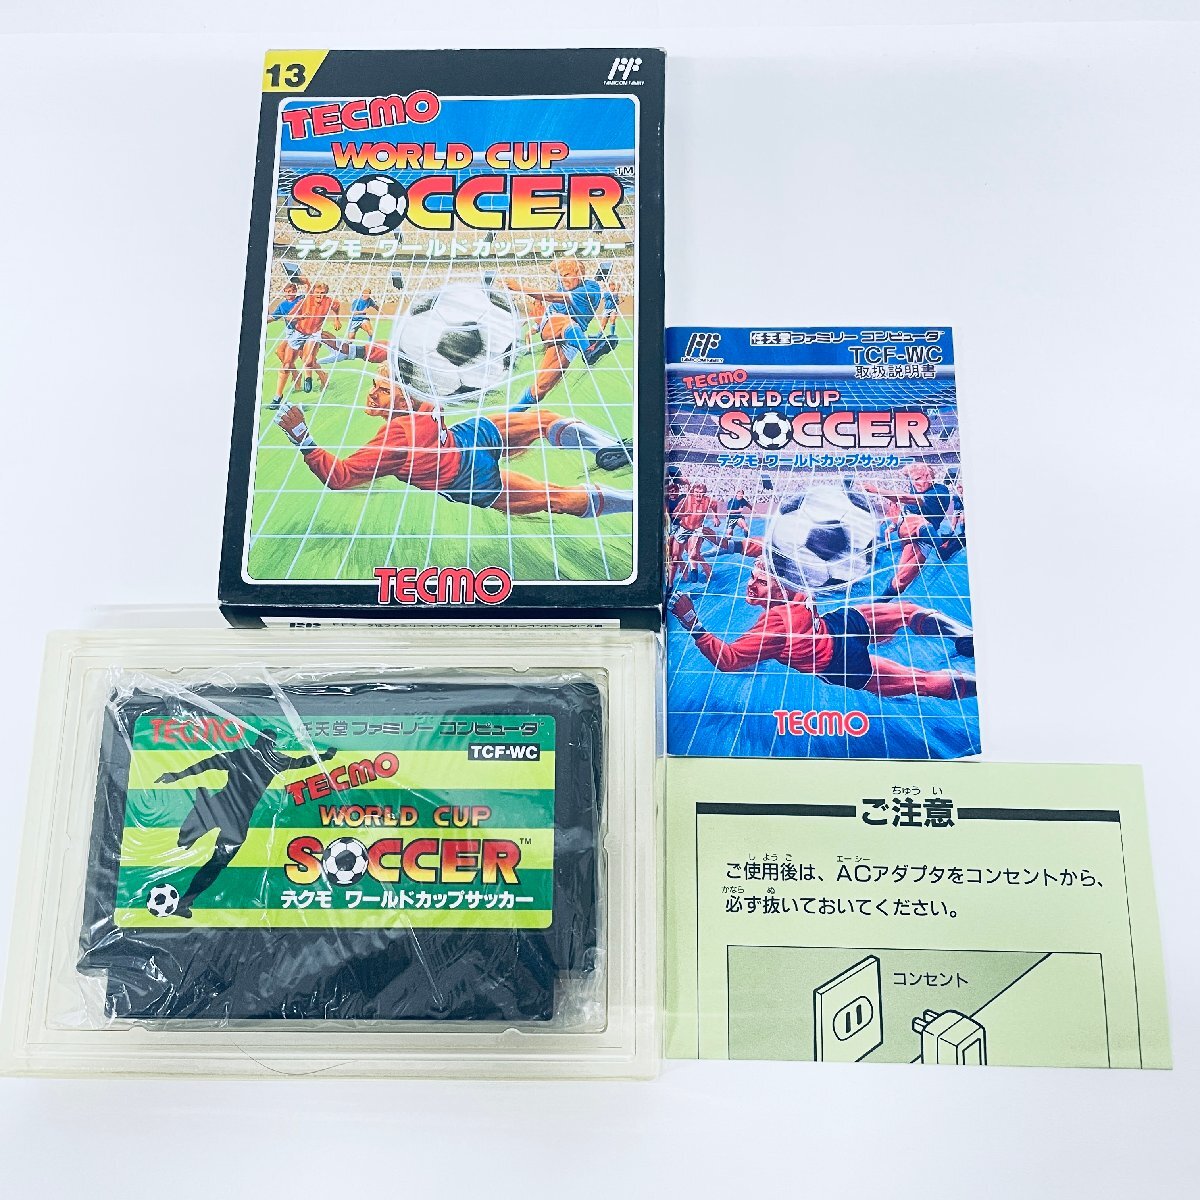 13
FAMICOM FAMILY
TECMO
WORLD CUP
SOCCER™
テクモ ワールドカップサッカー
TECMO
FAMICOM FAMILY
任天堂ファミリー コンピュータ
TCF-WC
取扱説明書
TECMO
WORLD CUP
SOCCER
テクモ ワールドカップサッカー
TECMO
TECMO
任天堂ファミリー コンピュータ
TCF-WC
TECMO
WORLD CUP
SOCCER™
テクモ ワールドカップサッカー
ちゅう い
ご注意
し よう ご エーシー
ご使用後は、ACアダプタをコンセントから、
かなら ぬ
必ず抜いておいてください。
コンセント